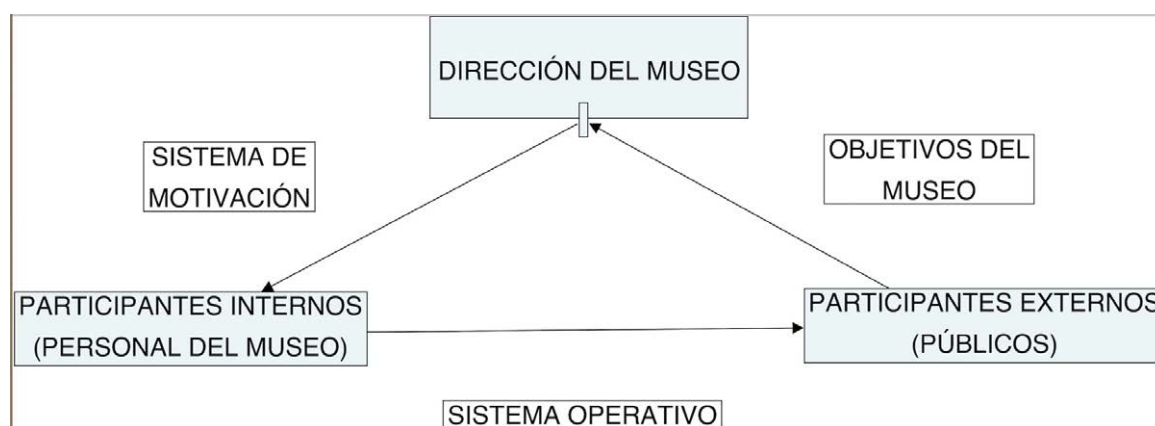 DIRECCIÓN DEL MUSEO
SISTEMA DE
MOTIVACIÓN
OBJETIVOS DEL
MUSEO
PARTICIPANTES INTERNOS
(PERSONAL DEL MUSEO)
PARTICIPANTES EXTERNOS
(PÚBLICOS)
SISTEMA OPERATIVO